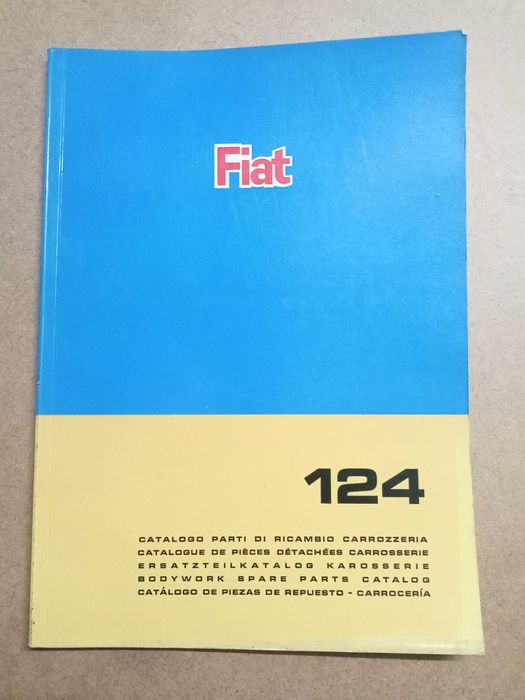 Fiat
124
CATALOGO PARTI DI RICAMBIO CARROZZERIA
CATALOGUE DE PIÈCES DÉTACHÉES CARROSSERIE
ERSATZTEILKATALOG KAROSSERIE
BODYWORK SPARE PARTS CATALOG
CATÁLOGO DE PIEZAS DE REPUESTO - CARROCERÍA